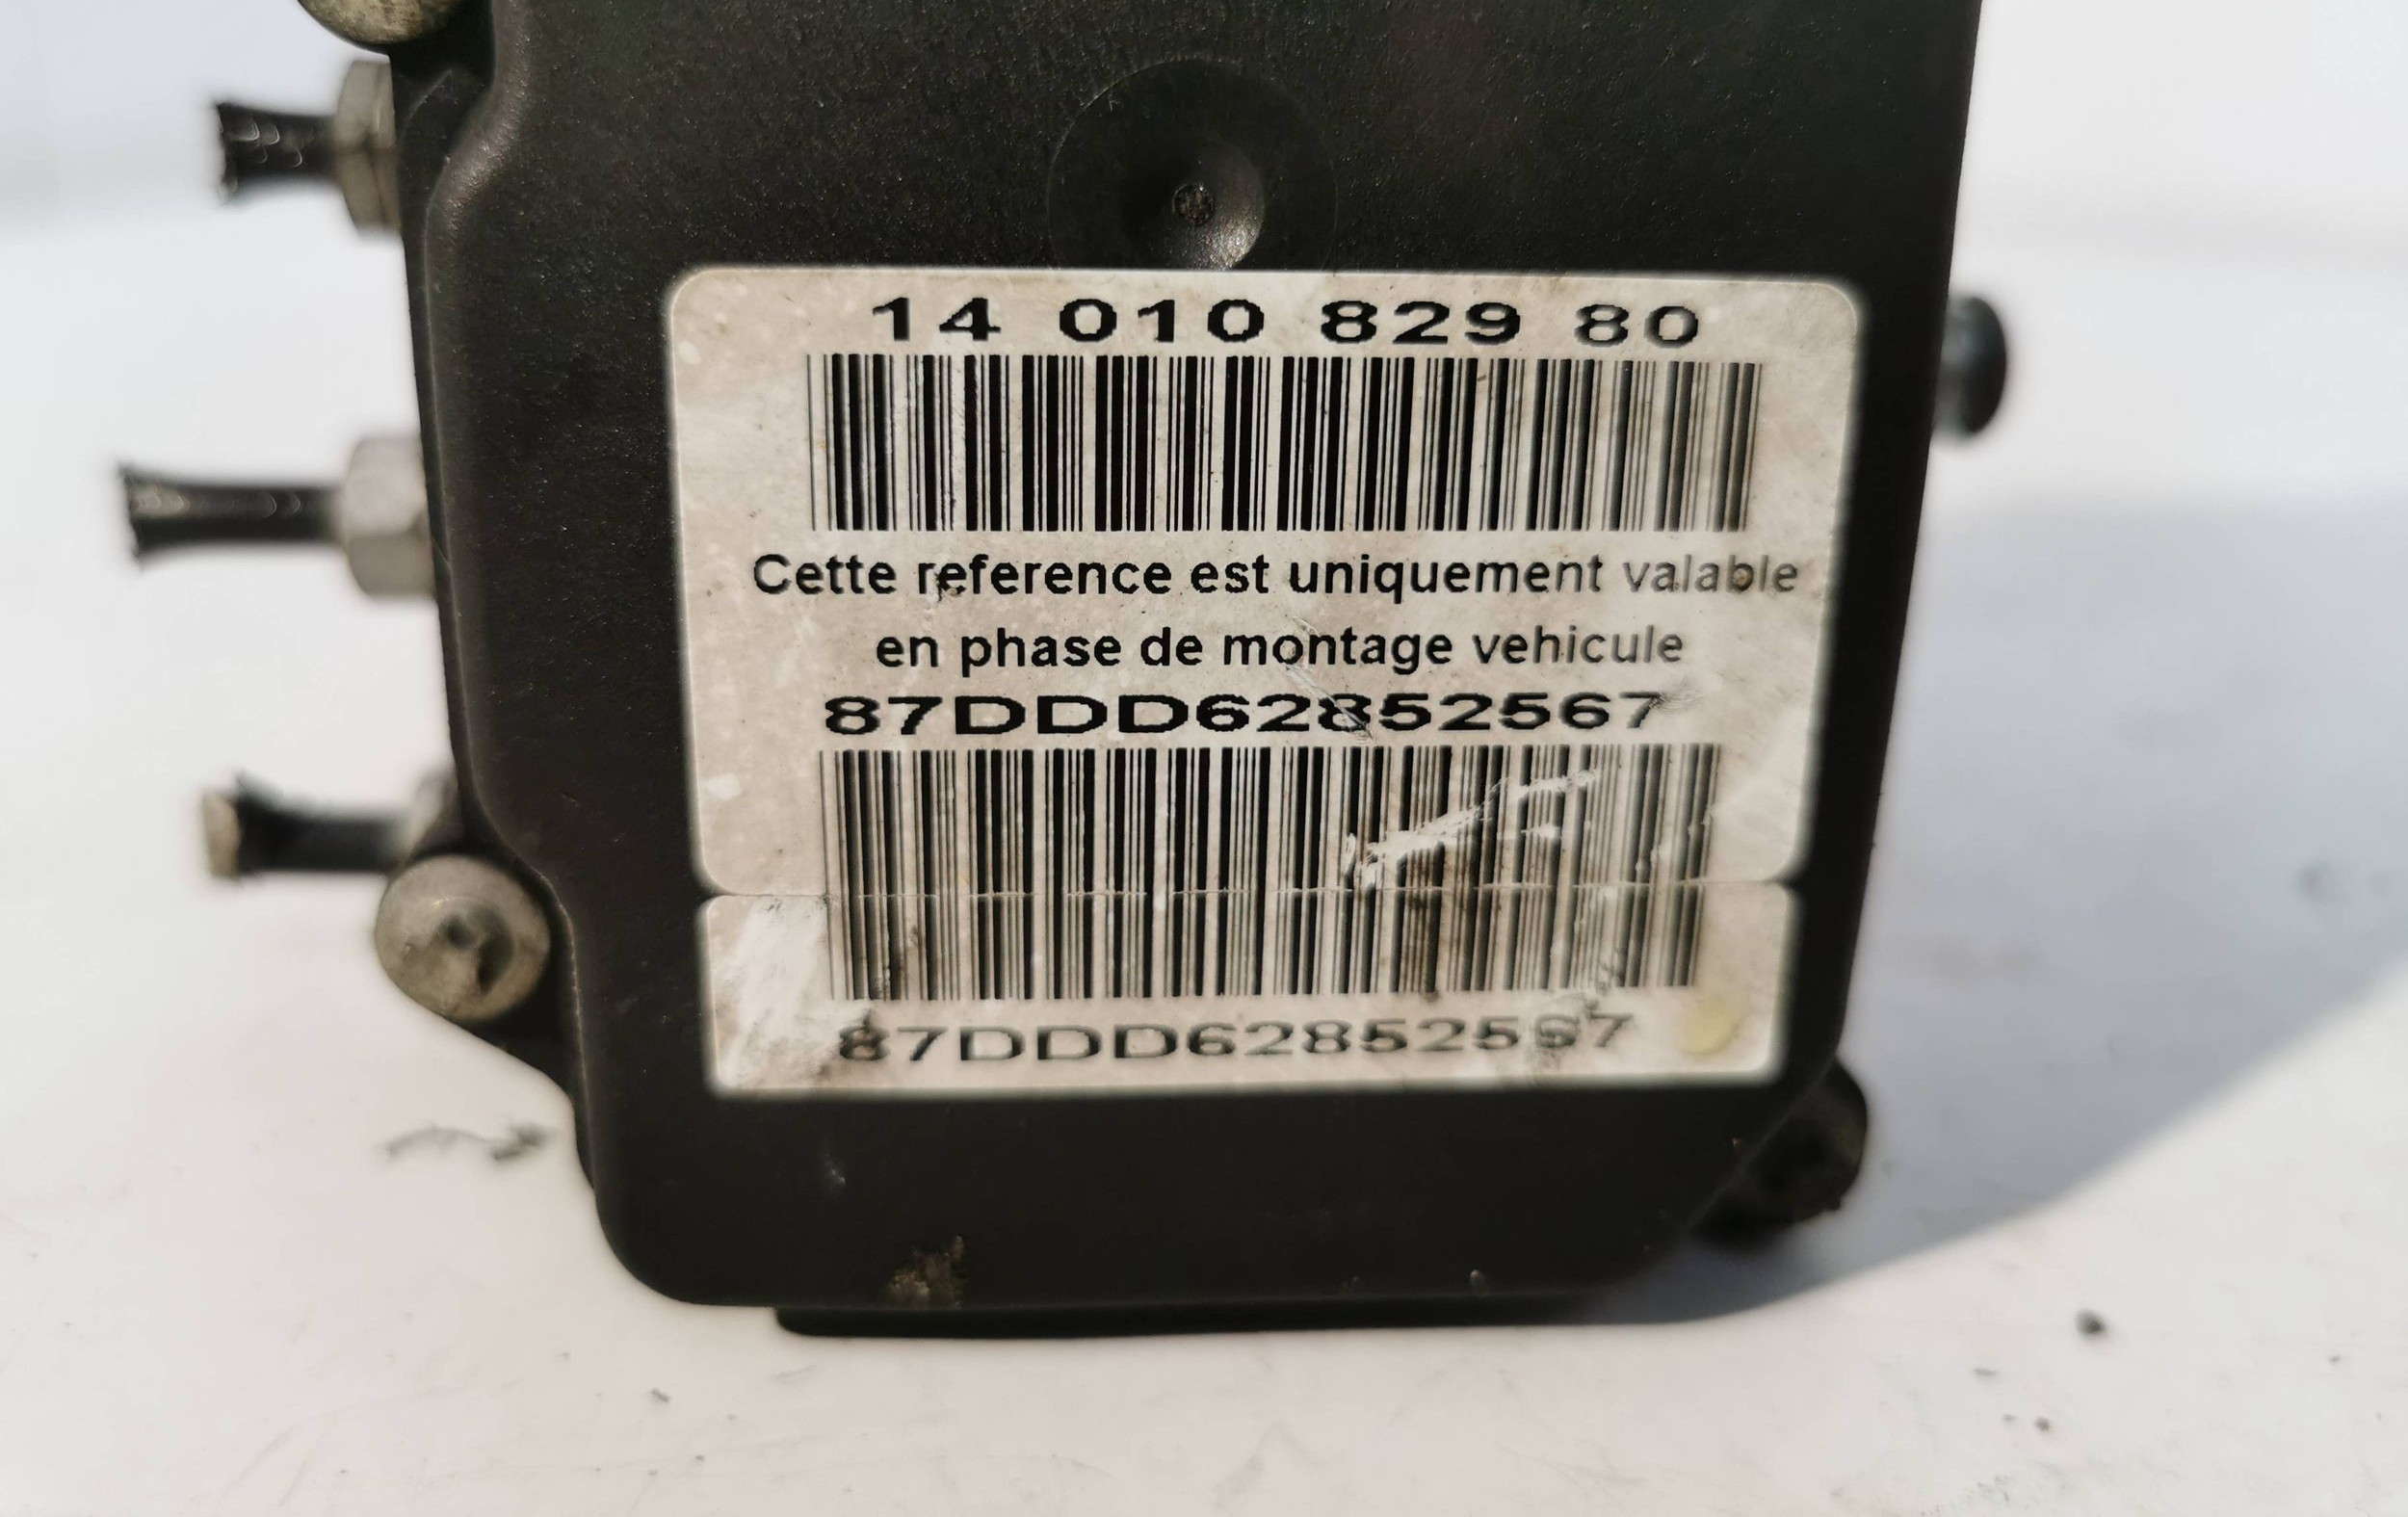 14 010 829 80
Cette reference est uniquement valable
en phase de montage vehicule
87DDD62852567
87DDD62852567